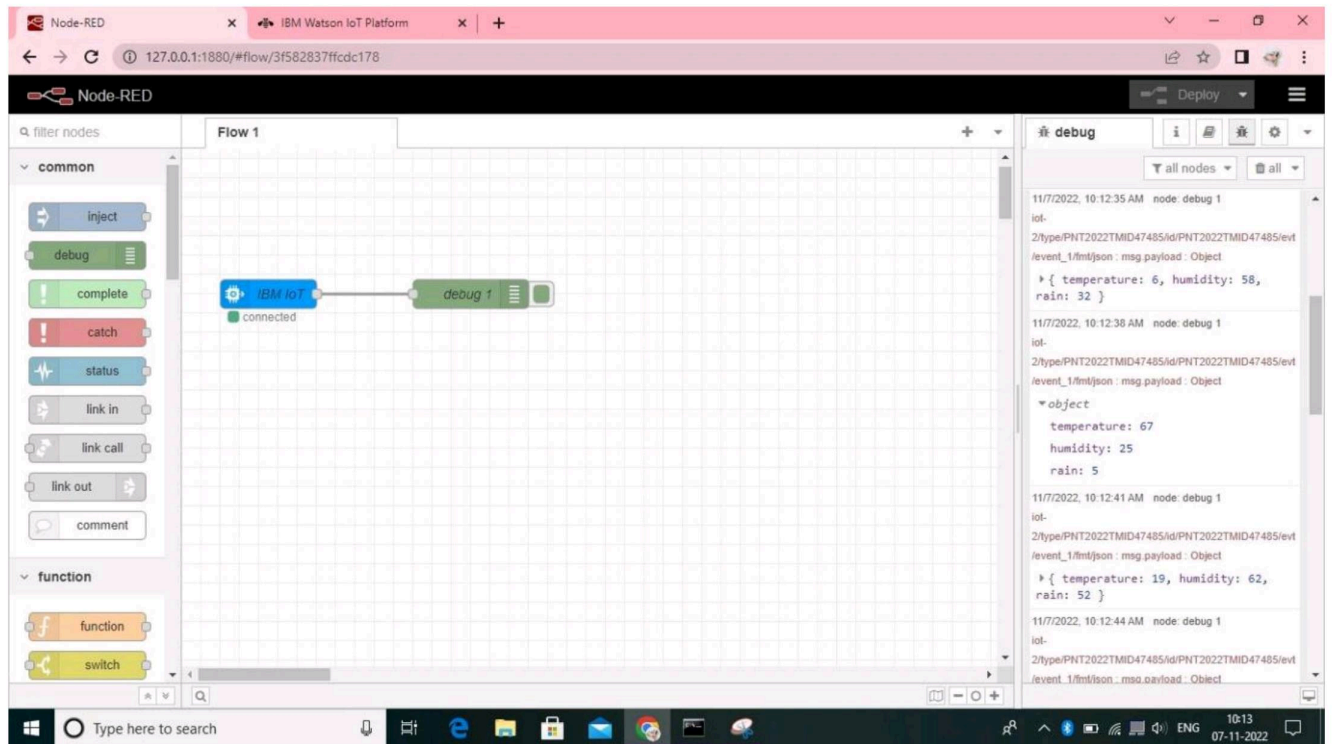 Node-RED
IBM Watson IoT Platform
127.0.0.1:1880/#flow/3f582837ffcdc178
Node-RED
Deploy
filter nodes
Flow 1
debug
i
all nodes
all
common
inject
debug
complete
catch
status
link in
link call
link out
comment
function
function
switch
IBM IoT
connected
debug 1
11/7/2022, 10:12:35 AM node: debug 1
iot-
2/type/PNT2022TMID47485/id/PNT2022TMID47485/evt
/event_1/fmt/json : msg.payload : Object
{ temperature: 6, humidity: 58,
rain: 32 }
11/7/2022, 10:12:38 AM node: debug 1
iot-
2/type/PNT2022TMID47485/id/PNT2022TMID47485/evt
/event_1/fmt/json : msg.payload : Object
object
temperature: 67
humidity: 25
rain: 5
11/7/2022, 10:12:41 AM node: debug 1
iot-
2/type/PNT2022TMID47485/id/PNT2022TMID47485/evt
/event_1/fmt/json : msg.payload : Object
{ temperature: 19, humidity: 62,
rain: 52 }
11/7/2022, 10:12:44 AM node: debug 1
iot-
2/type/PNT2022TMID47485/id/PNT2022TMID47485/evt
/event_1/fmt/json : msg.payload : Object
Type here to search
ENG
10:13
07-11-2022